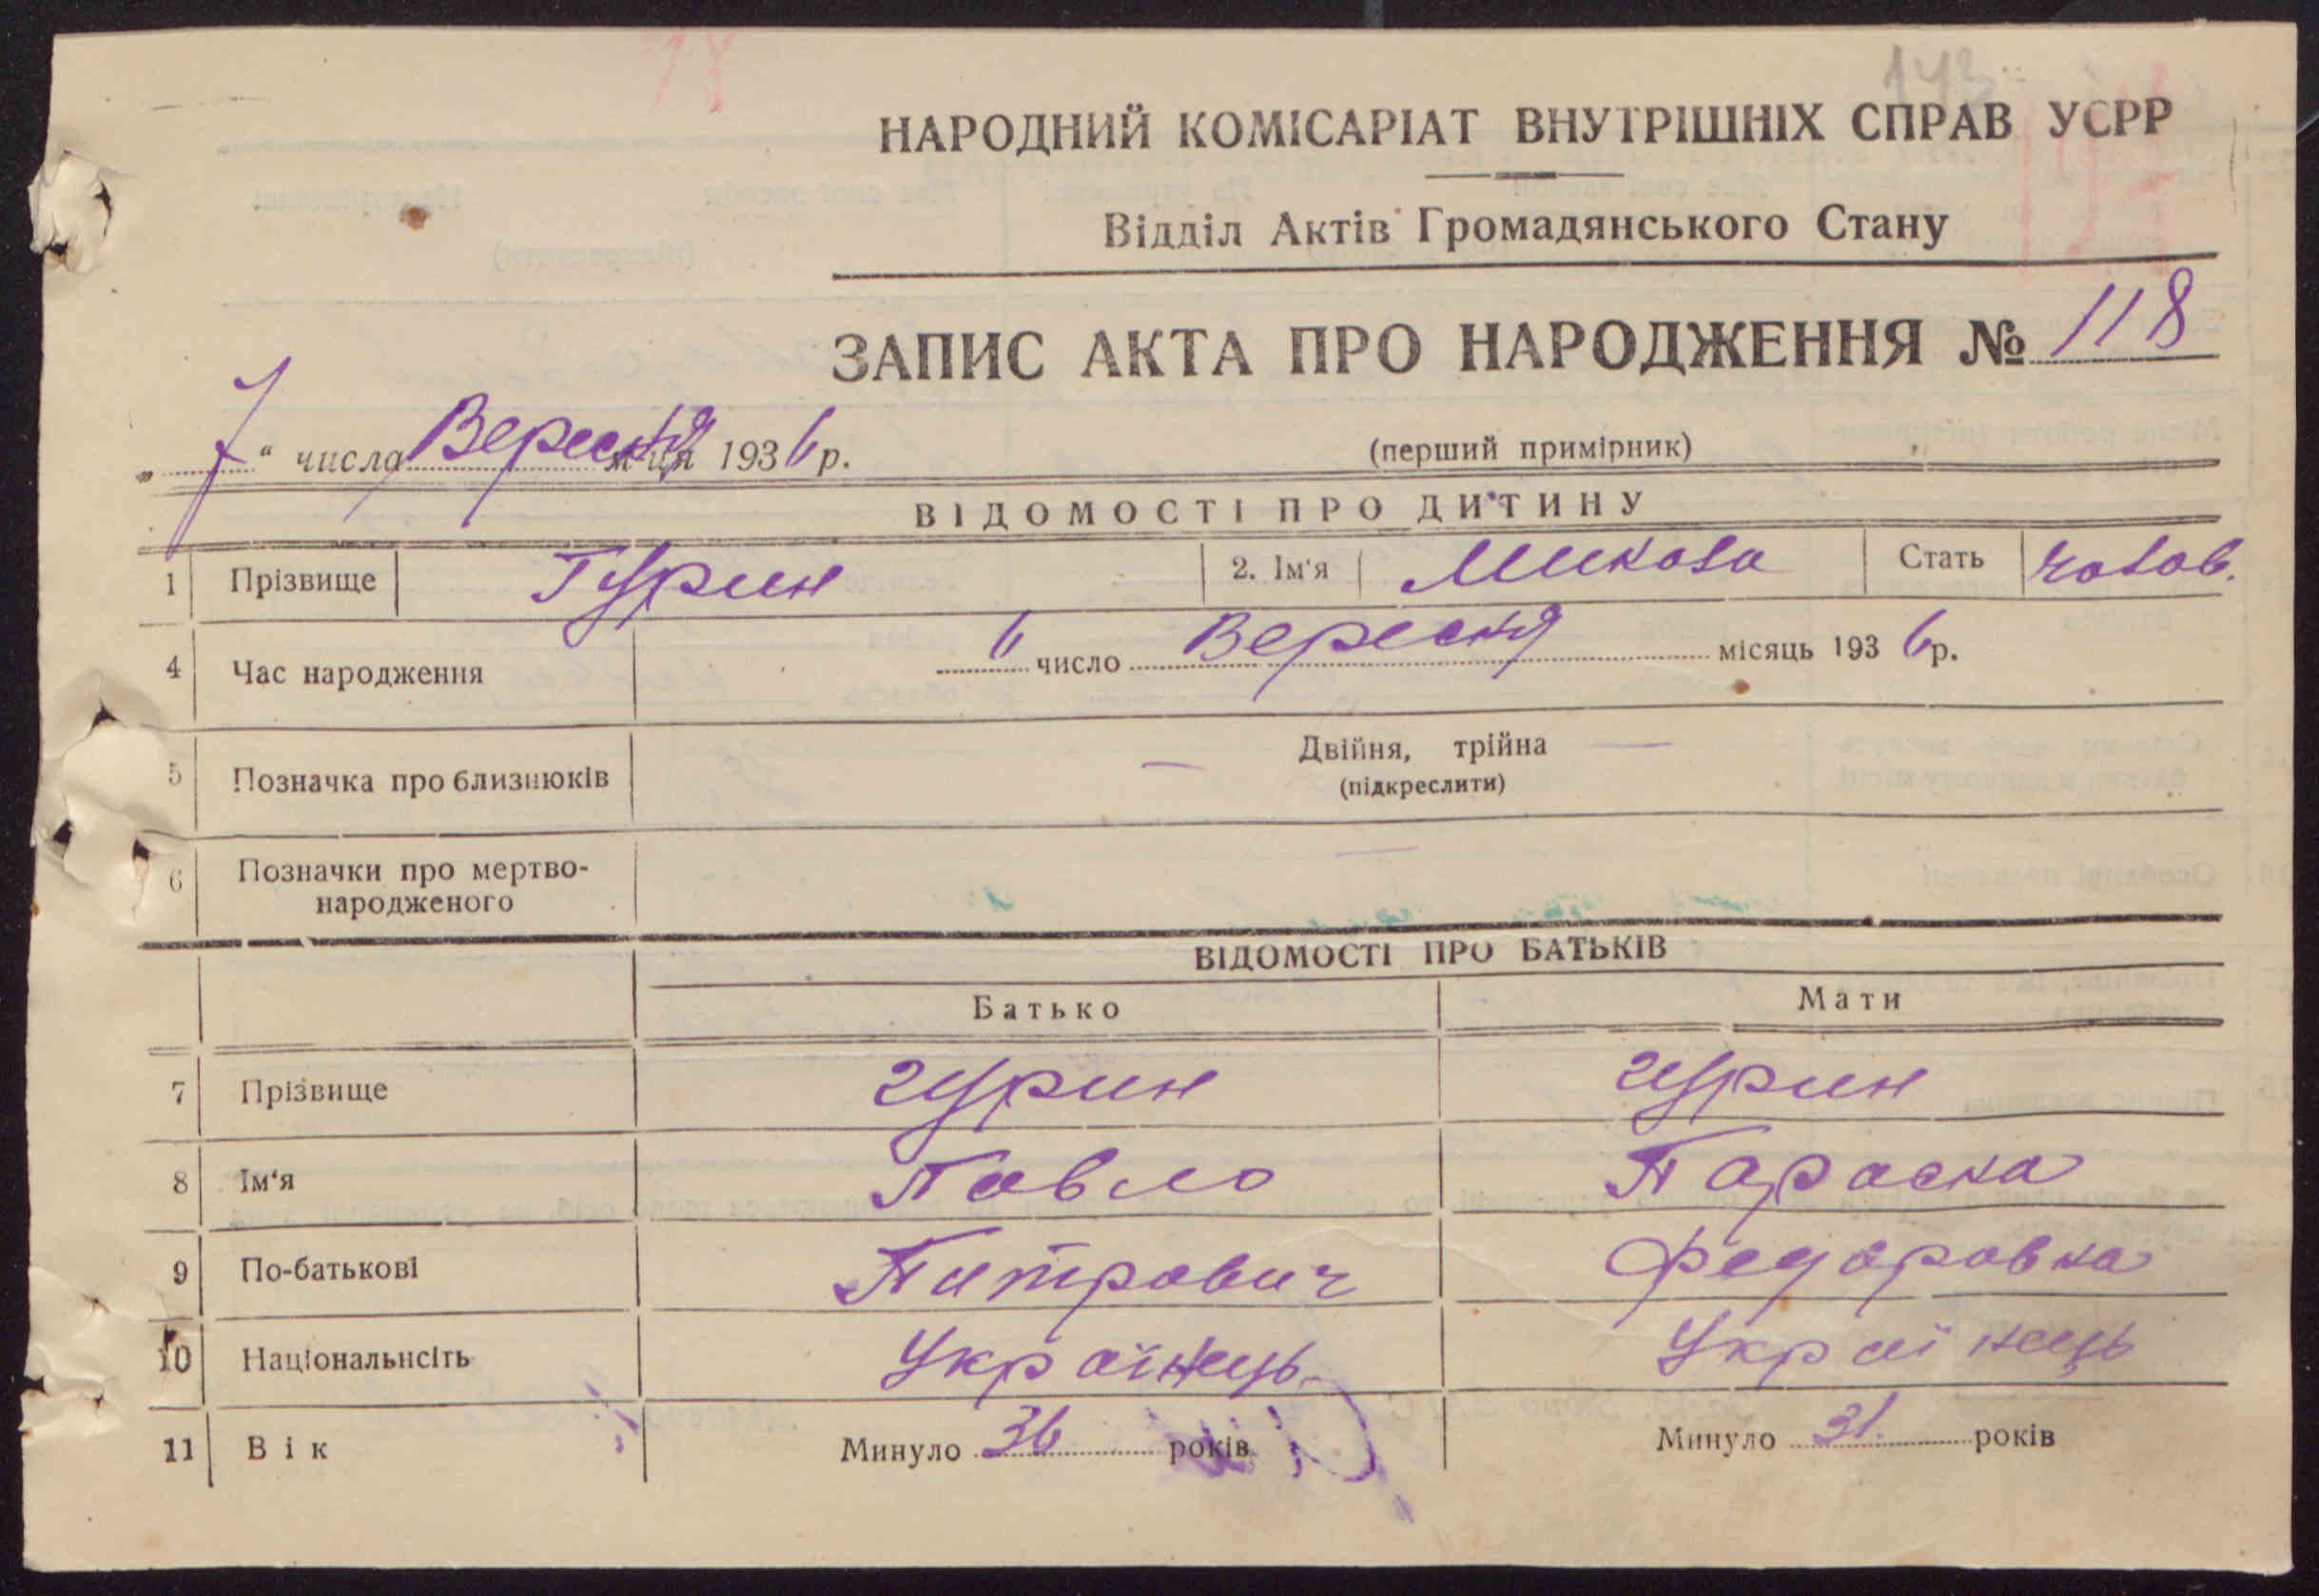 143
НАРОДНИЙ КОМІСАРІАТ ВНУТРІШНІХ СПРАВ УСРР
Відділ Актів Громадянського Стану
ЗАПИС АКТА ПРО НАРОДЖЕННЯ № 118
„ 7 “ числа Вересня м-ця 1936 р.
(перший примірник)
ВІДОМОСТІ ПРО ДИТИНУ
1 Прізвище Гурин 2. Ім'я Микола Стать чолов.
4 Час народження 6 число Вересня місяць 1936 р.
5 Позначка про близнюків Двійня, трійна
(підкреслити)
6 Позначки про мертво-
народженого
ВІДОМОСТІ ПРО БАТЬКІВ
Батько Мати
7 Прізвище гурин гурин
8 Ім‘я Павло Параска
9 По-батькові Питрович Федоровна
10 Національнсіть Українець Українець
11 Вік Минуло 36 років Минуло 31 років